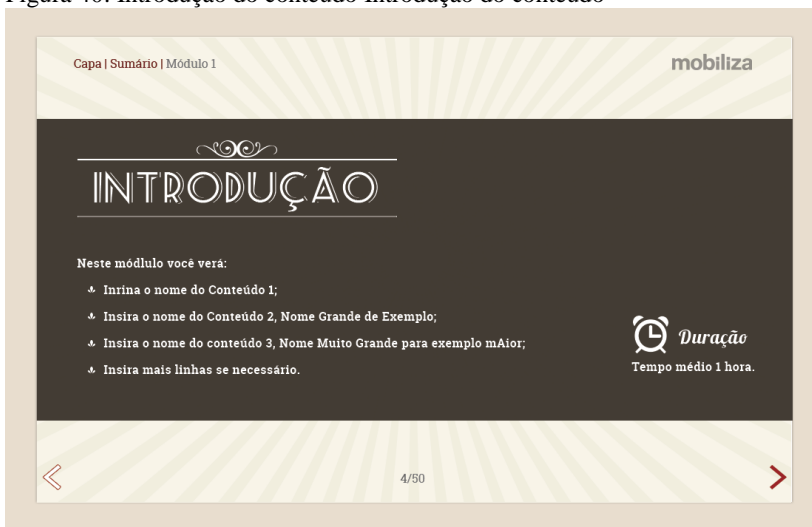 Figura 40: Introdução do conteúdo Introdução do conteúdo
Capa | Sumário | Módulo 1
mobiliza
INTRODUÇÃO
Neste módlulo você verá:
Inrina o nome do Conteúdo 1;
Insira o nome do Conteúdo 2, Nome Grande de Exemplo;
Insira o nome do conteúdo 3, Nome Muito Grande para exemplo mAior;
Insira mais linhas se necessário.
Duração
Tempo médio 1 hora.
4/50